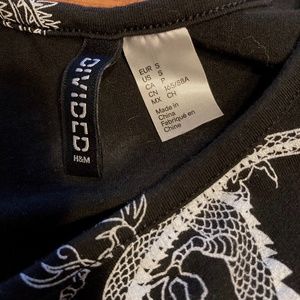 DIVIDED
H&M
EUR S
US S
CA P
CN 165/88A
MX CH
Made in
China
Fabriqué en
Chine